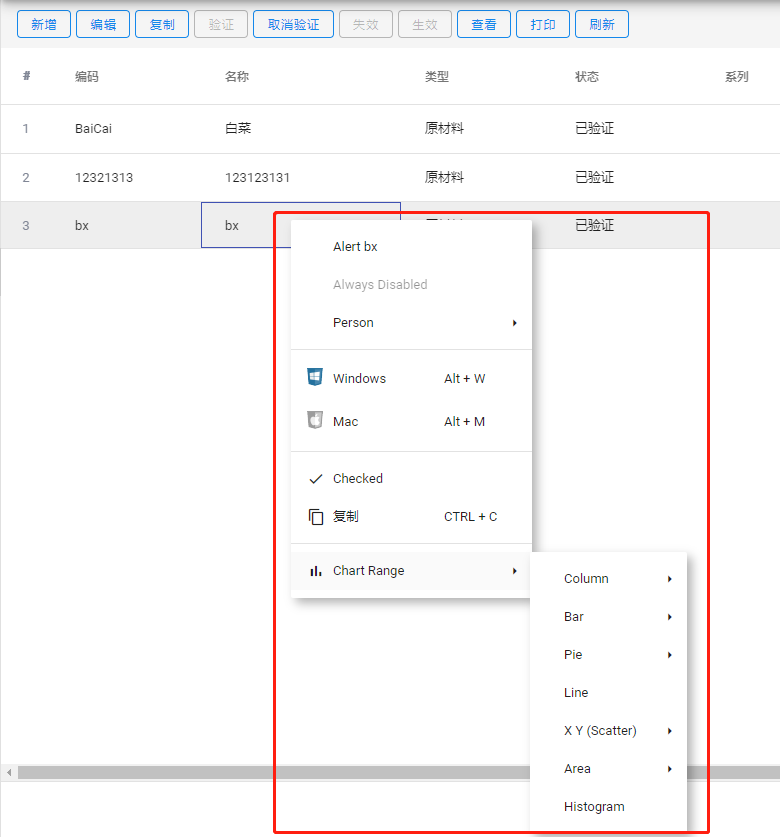 新增 编辑 复制 验证 取消验证 失效 生效 查看 打印 刷新
# 编码 名称 类型 状态 系列
1 BaiCai 白菜 原材料 已验证
2 12321313 123123131 原材料 已验证
3 bx bx 已验证
Alert bx
Always Disabled
Person
Windows Alt + W
Mac Alt + M
Checked
复制 CTRL + C
Chart Range
Column
Bar
Pie
Line
X Y (Scatter)
Area
Histogram